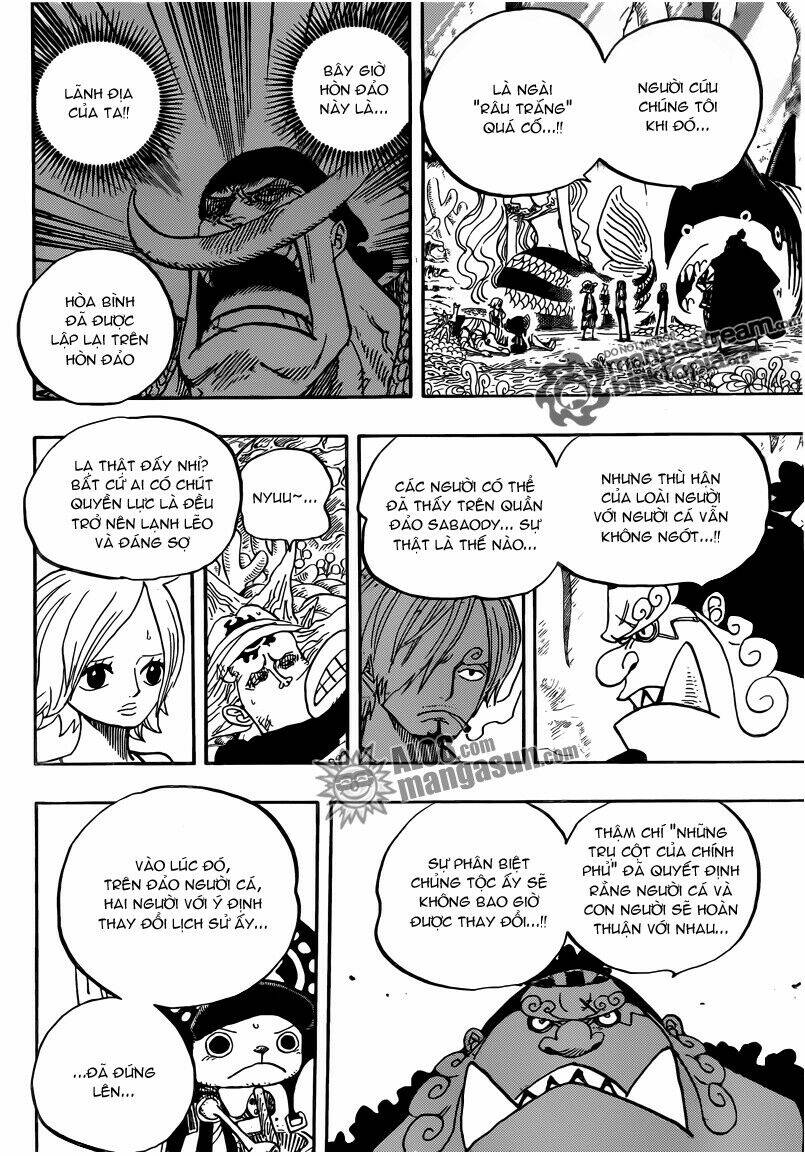 NGƯỜI CỨU
CHÚNG TÔI
KHI ĐÓ...
LÀ NGÀI
"RÂU TRẮNG"
QUÁ CỐ...!!
BÂY GIỜ
HÒN ĐẢO
NÀY LÀ...
LÃNH ĐỊA
CỦA TA!!
HÒA BÌNH
ĐÃ ĐƯỢC
LẬP LẠI TRÊN
HÒN ĐẢO
mangastream.com
NHƯNG THÙ HẬN
CỦA LOÀI NGƯỜI
VỚI NGƯỜI CÁ VẪN
KHÔNG NGỚT...!!
CÁC NGƯỜI CÓ THỂ
ĐÃ THẤY TRÊN QUẦN
ĐẢO SABAODY... SỰ
THẬT LÀ THẾ NÀO...
NYUU~...
LẠ THẬT ĐẤY NHỈ?
BẤT CỨ AI CÓ CHÚT
QUYỀN LỰC LÀ ĐỀU
TRỞ NÊN LẠNH LẼO
VÀ ĐÁNG SỢ
mangasun.com
THẬM CHÍ "NHỮNG
TRỤ CỘT CỦA CHÍNH
PHỦ" ĐÃ QUYẾT ĐỊNH
RẰNG NGƯỜI CÁ VÀ
CON NGƯỜI SẼ HOÀN
THUẬN VỚI NHAU...
SỰ PHÂN BIỆT
CHỦNG TỘC ẤY SẼ
KHÔNG BAO GIỜ
ĐƯỢC THAY ĐỔI...!!
VÀO LÚC ĐÓ,
TRÊN ĐẢO NGƯỜI CÁ,
HAI NGƯỜI VỚI Ý ĐỊNH
THAY ĐỔI LỊCH SỬ ẤY...
...ĐÃ ĐỨNG
LÊN...